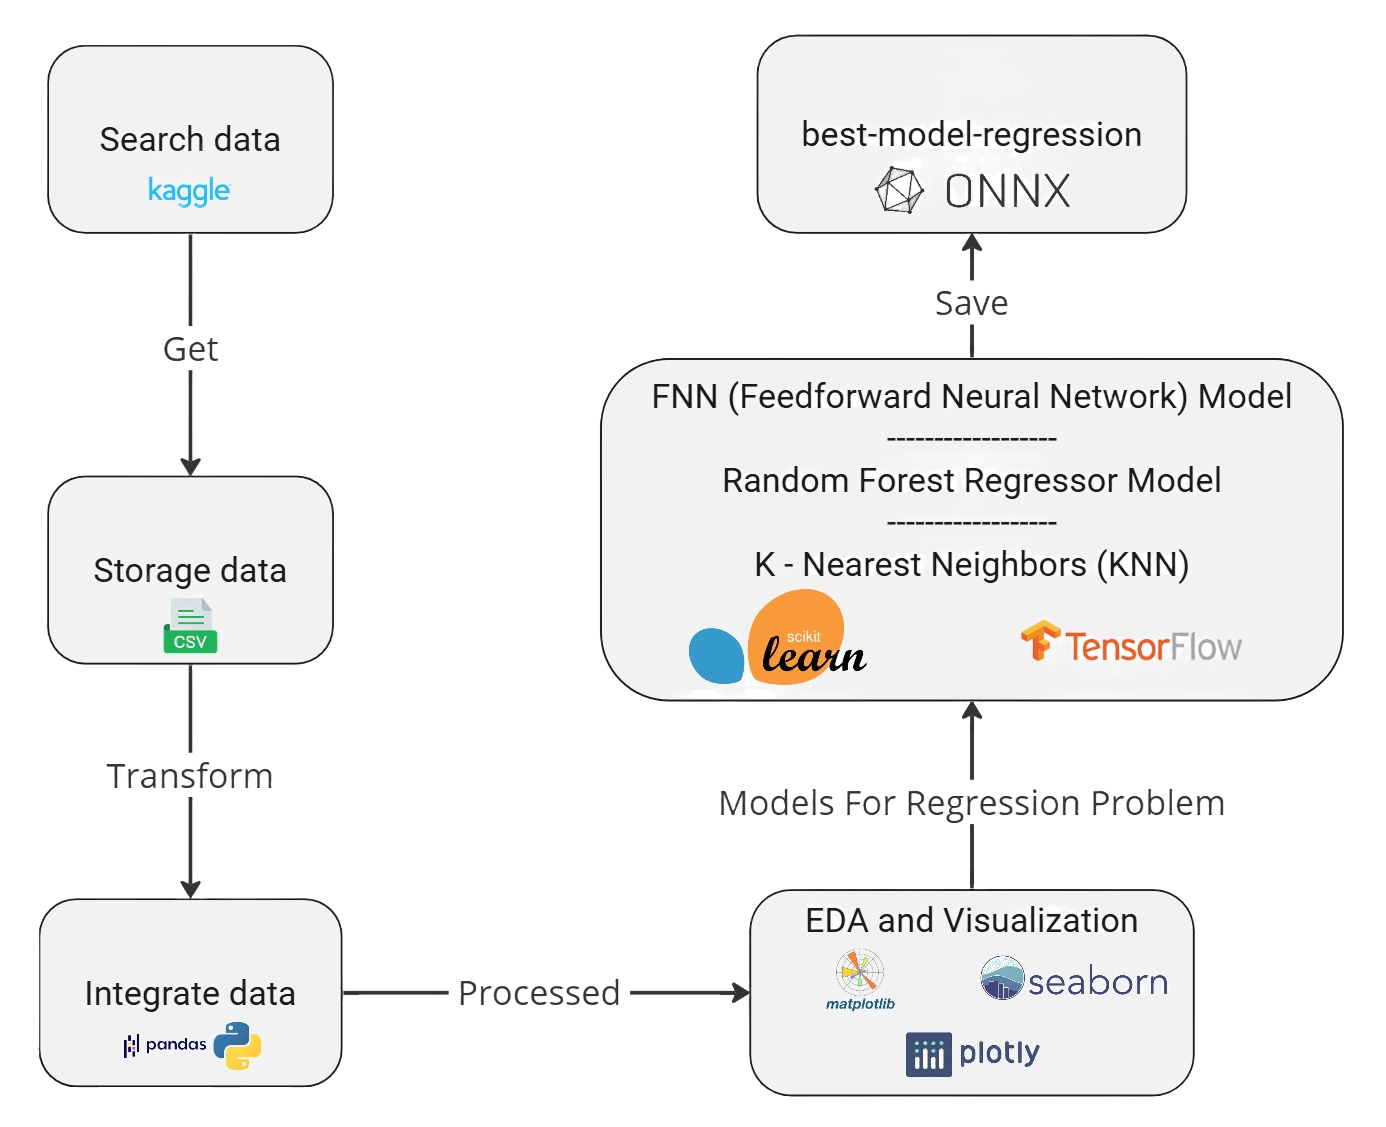 Search data
kaggle
Get
Storage data
CSV
Transform
Integrate data
pandas
Processed
EDA and Visualization
matplotlib
seaborn
plotly
Models For Regression Problem
FNN (Feedforward Neural Network) Model
------------------
Random Forest Regressor Model
------------------
K - Nearest Neighbors (KNN)
scikit
learn
TensorFlow
Save
best-model-regression
ONNX